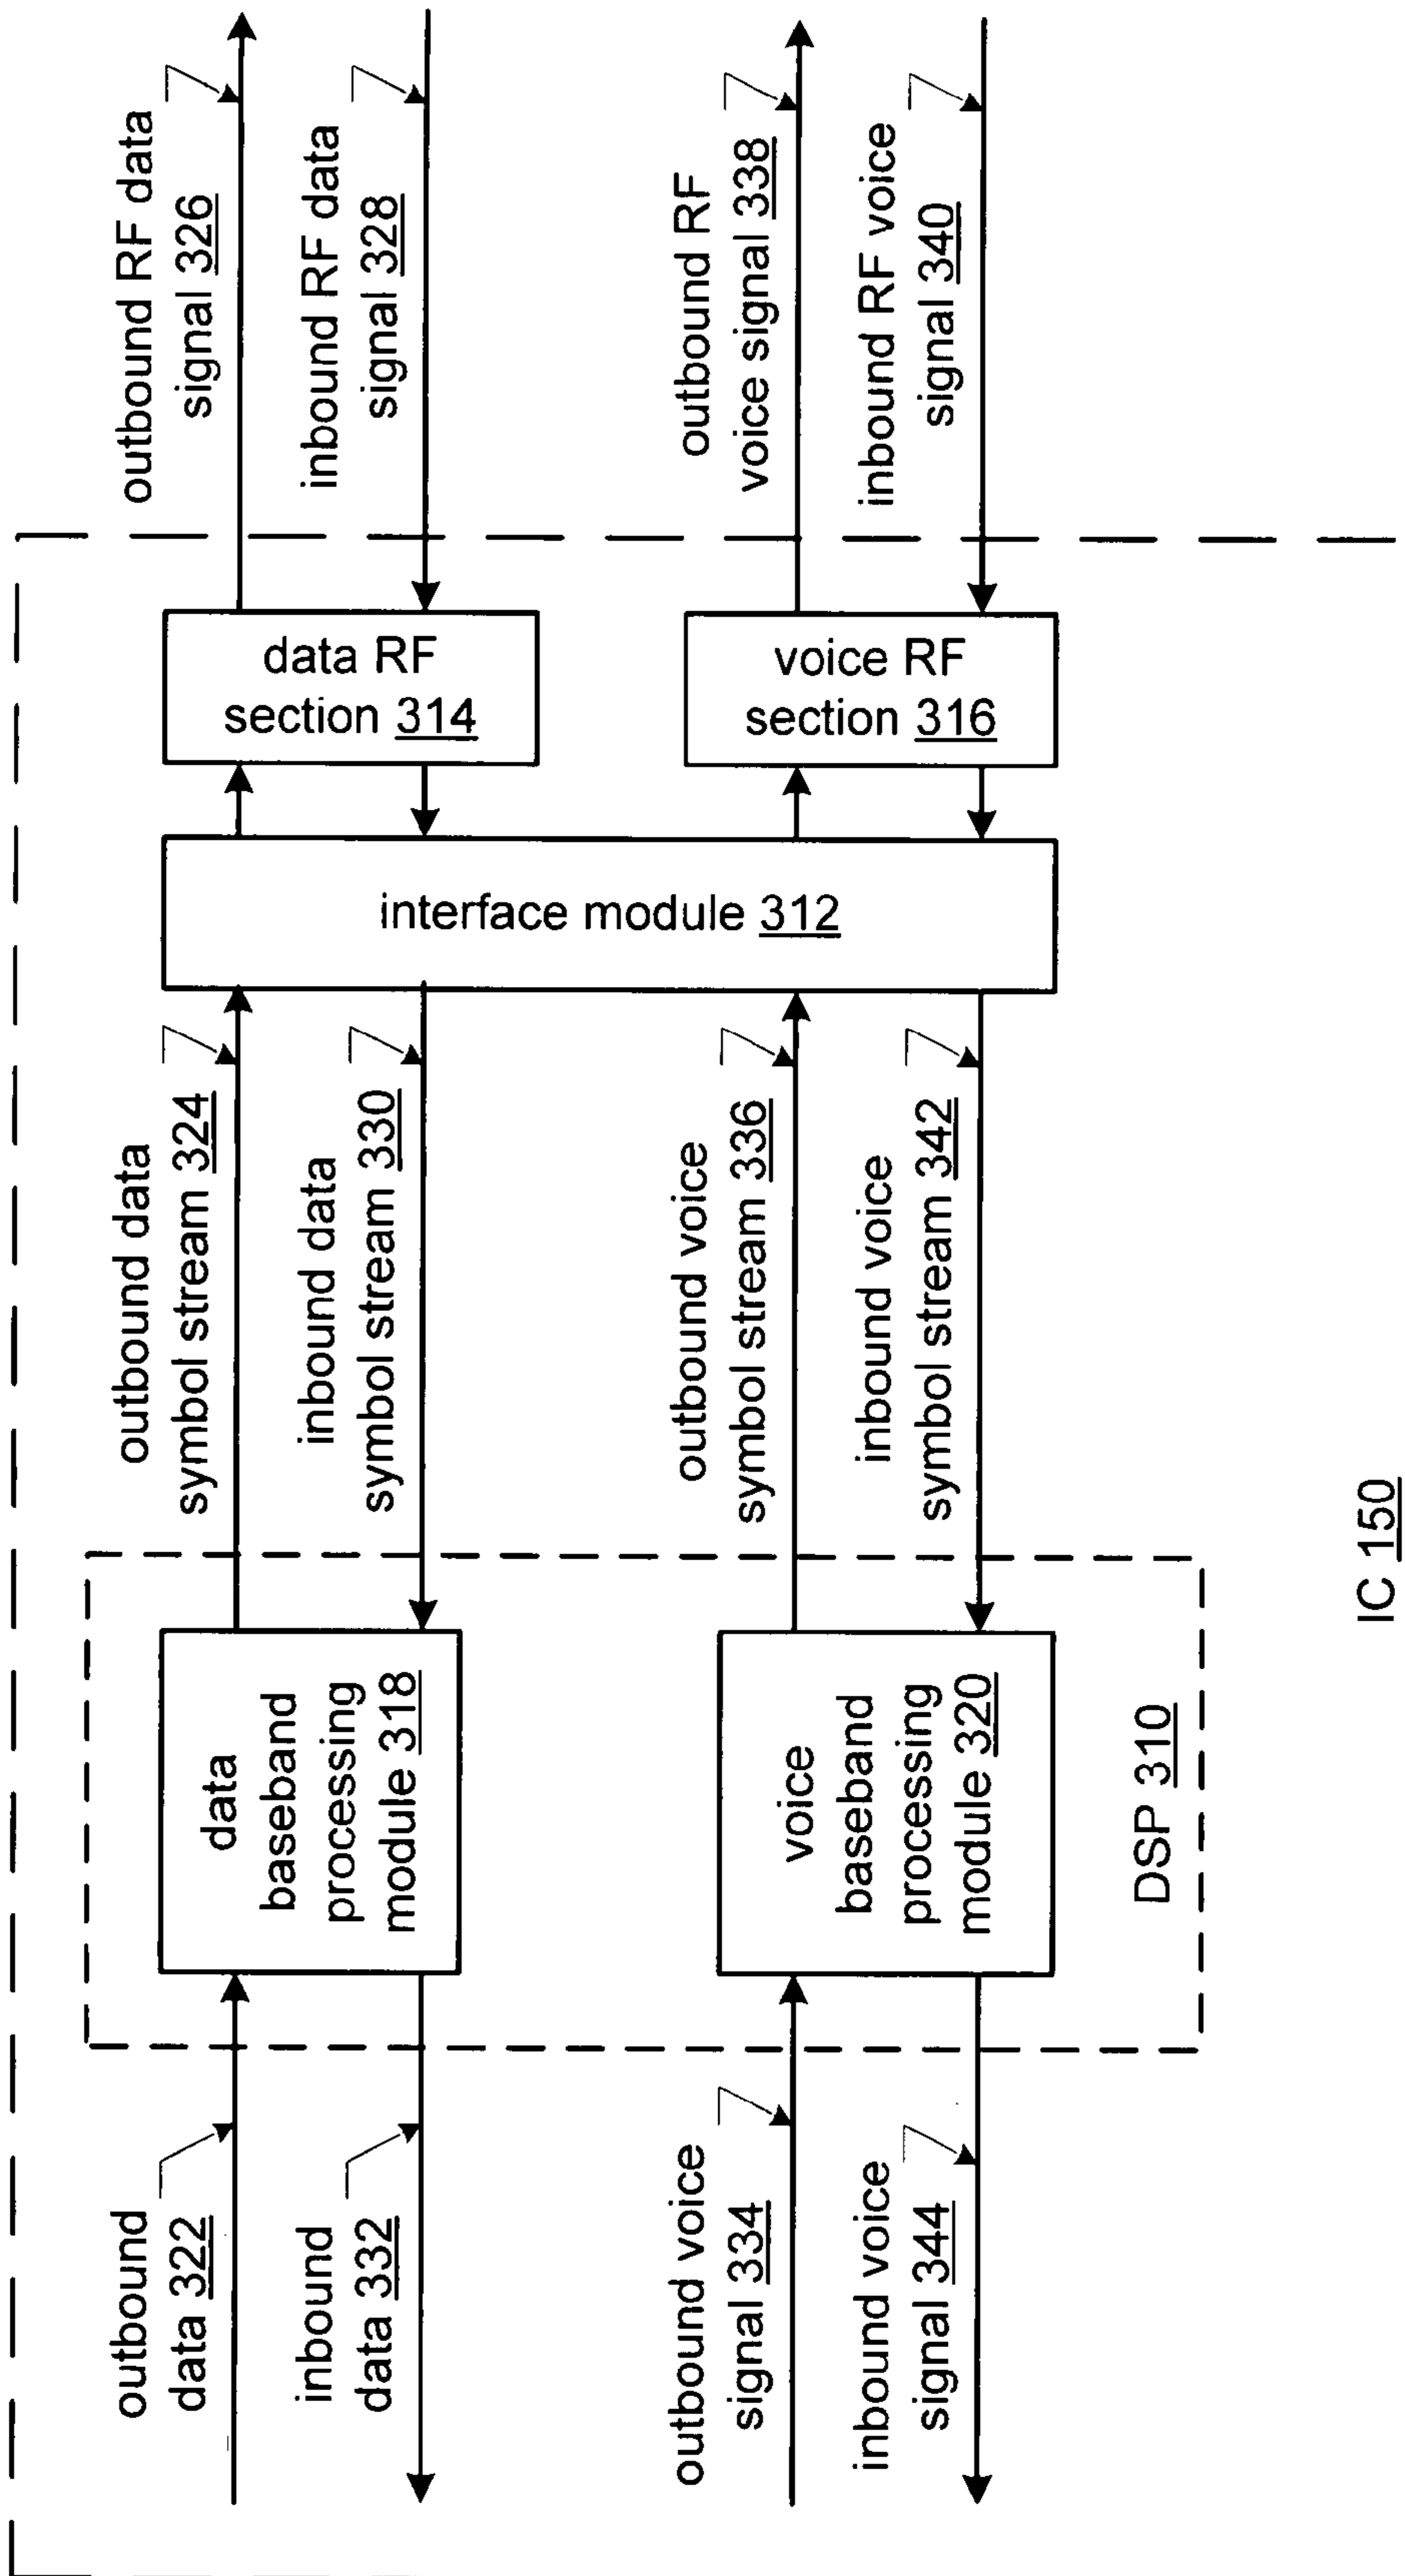 outbound
data 322
inbound
data 332
outbound voice
signal 334
inbound voice
signal 344
data
baseband
processing
module 318
voice
baseband
processing
module 320
DSP 310
outbound data
symbol stream 324
inbound data
symbol stream 330
outbound voice
symbol stream 336
inbound voice
symbol stream 342
interface module 312
data RF
section 314
voice RF
section 316
outbound RF data
signal 326
inbound RF data
signal 328
outbound RF
voice signal 338
inbound RF voice
signal 340
IC 150